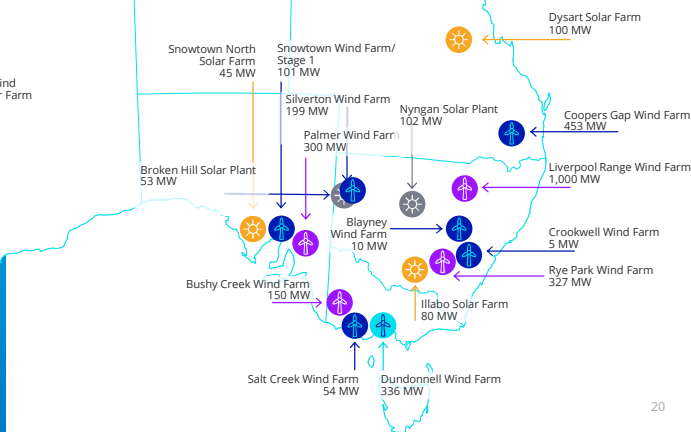 Dysart Solar Farm
100 MW
Snowtown North
Solar Farm
45 MW
Snowtown Wind Farm/
Stage 1
101 MW
ind
Farm
Silverton Wind Farm
199 MW
Nyngan Solar Plant
102 MW
Coopers Gap Wind Farm
453 MW
Palmer Wind Farm
300 MW
Broken Hill Solar Plant
53 MW
Liverpool Range Wind Farm
1,000 MW
Blayney
Wind Farm
10 MW
Crookwell Wind Farm
5 MW
Rye Park Wind Farm
327 MW
Bushy Creek Wind Farm
150 MW
Illabo Solar Farm
80 MW
Salt Creek Wind Farm
54 MW
Dundonnell Wind Farm
336 MW
20